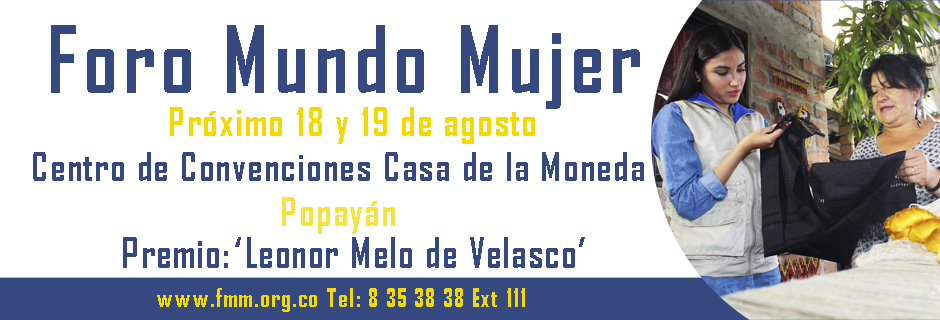 Foro Mundo Mujer
Próximo 18 y 19 de agosto
Centro de Convenciones Casa de la Moneda
Popayán
Premio: ‘Leonor Melo de Velasco’
www.fmm.org.co Tel: 8 35 38 38 Ext 111